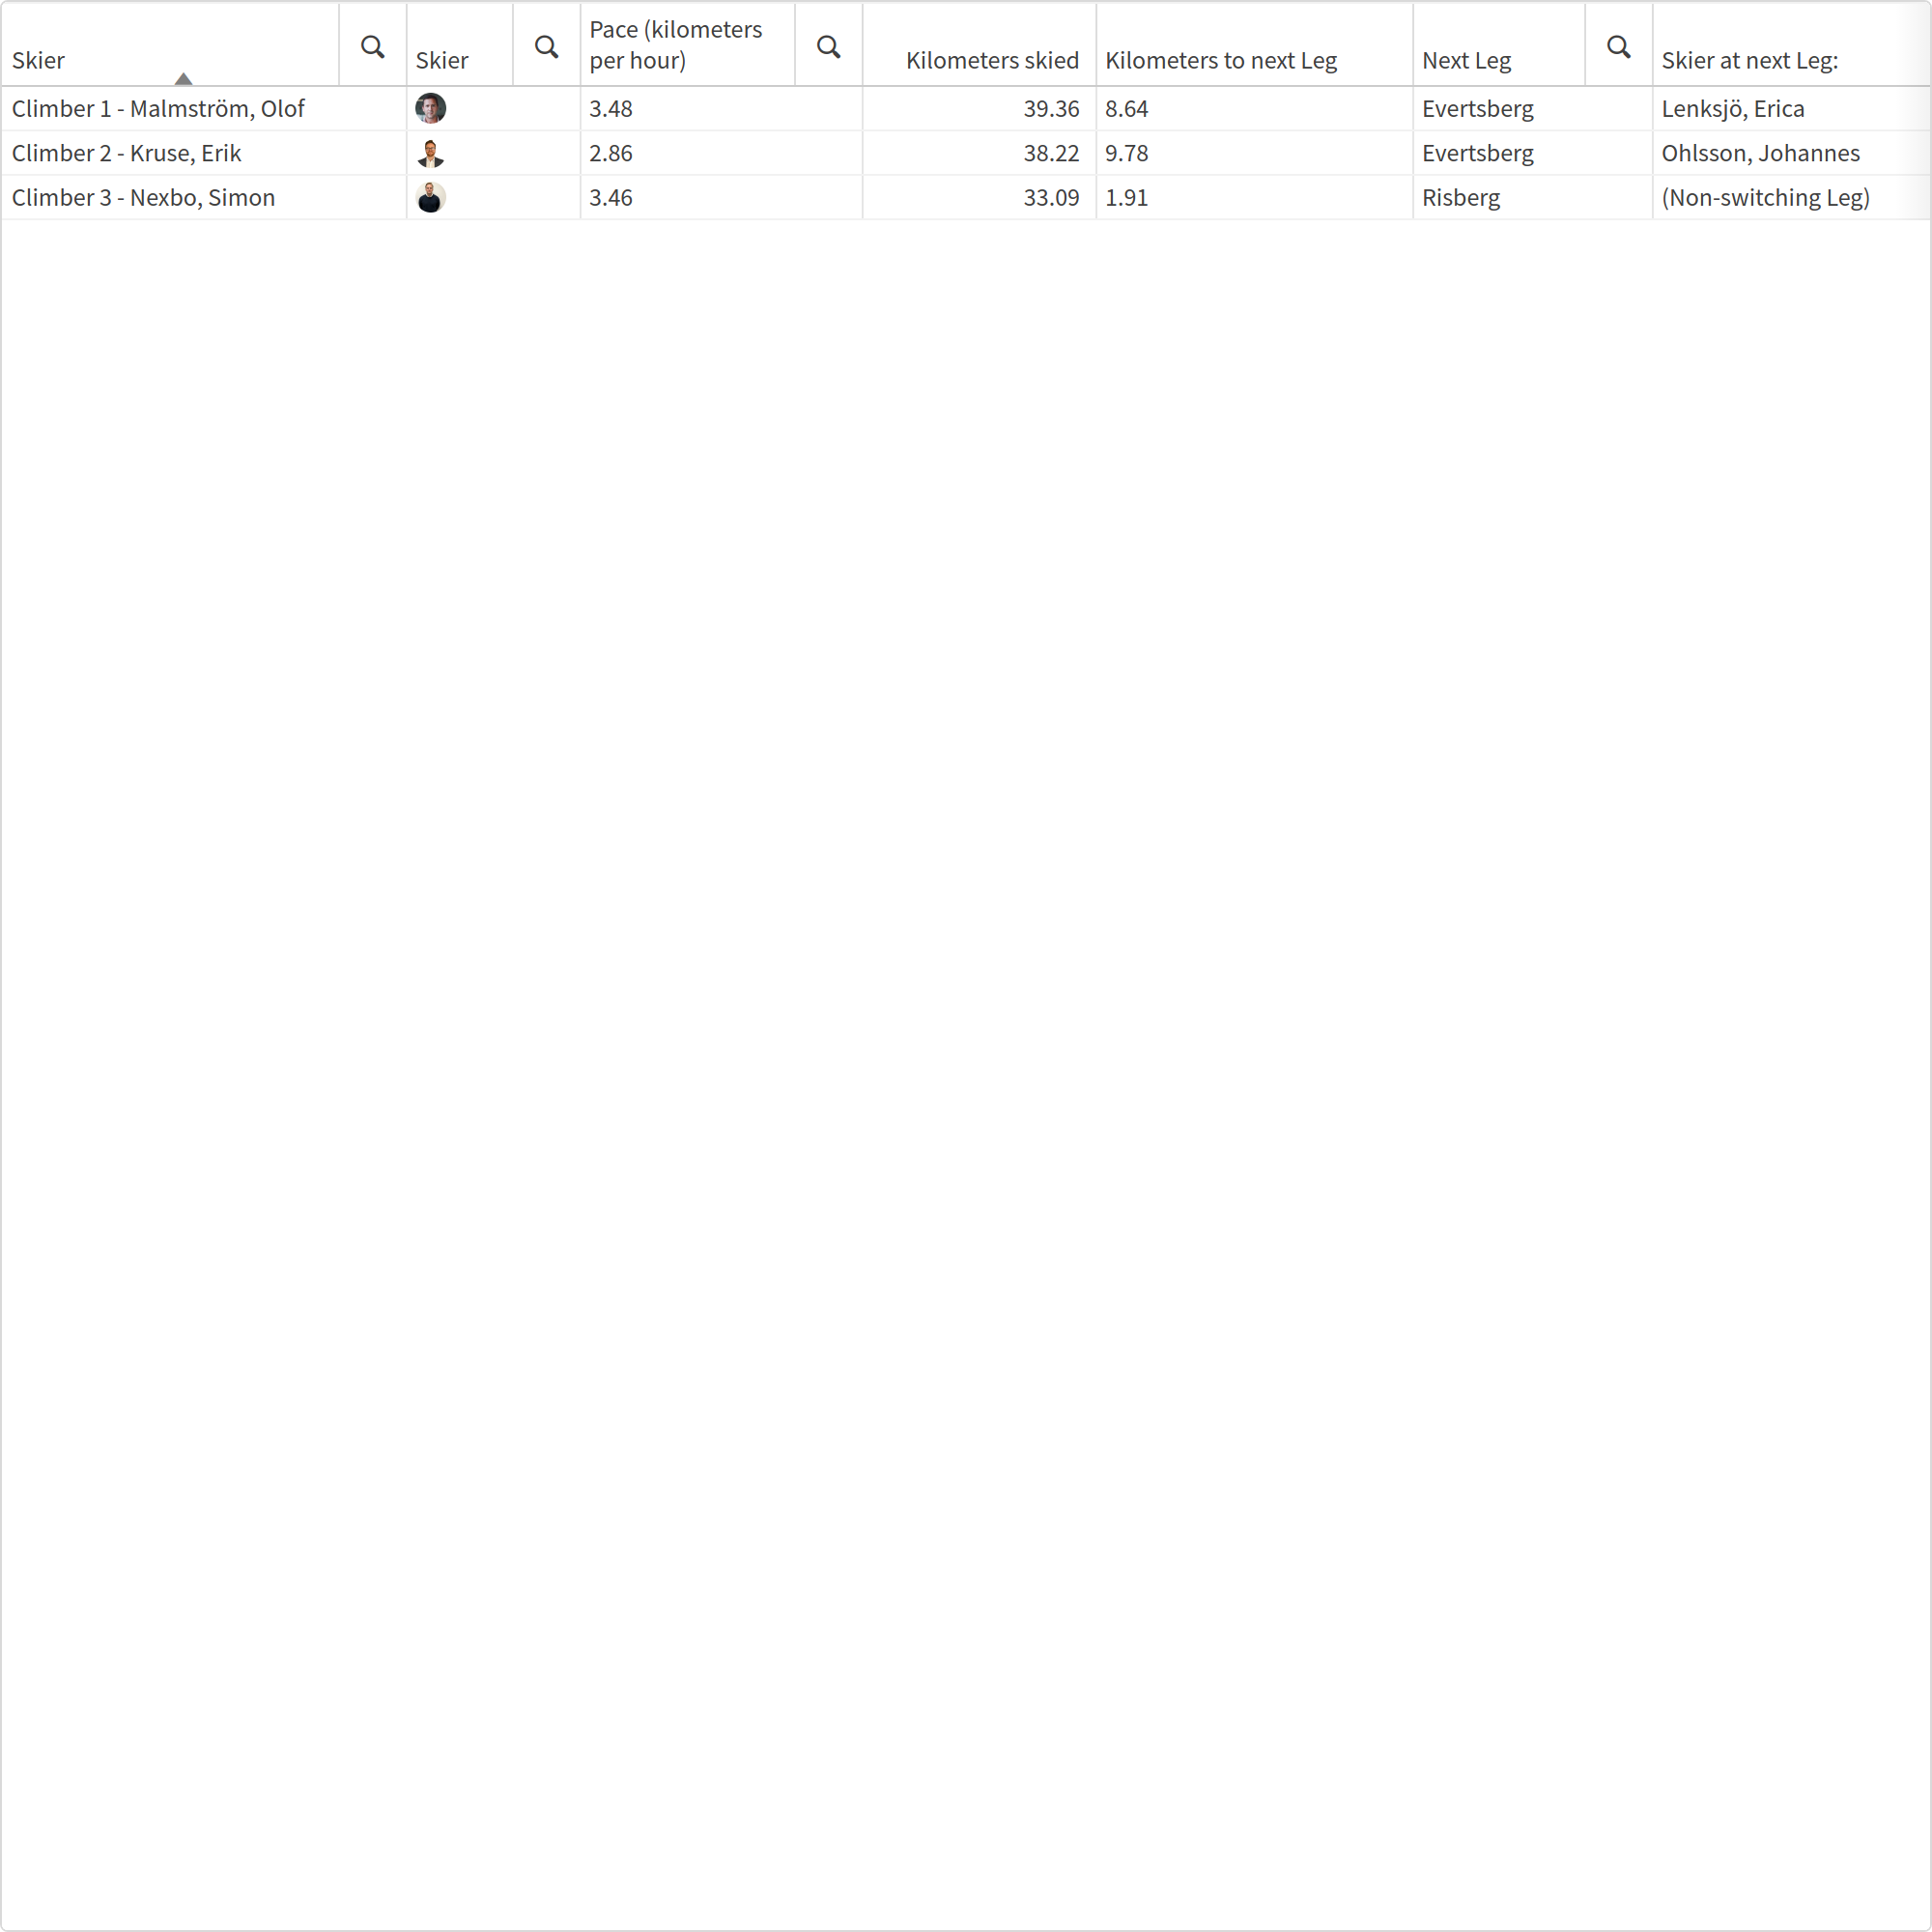 Skier
Skier
Pace (kilometers
per hour)
Kilometers skied
Kilometers to next Leg
Next Leg
Skier at next Leg:
Climber 1 - Malmström, Olof 3.48 39.36 8.64 Evertsberg Lenksjö, Erica
Climber 2 - Kruse, Erik 2.86 38.22 9.78 Evertsberg Ohlsson, Johannes
Climber 3 - Nexbo, Simon 3.46 33.09 1.91 Risberg (Non-switching Leg)